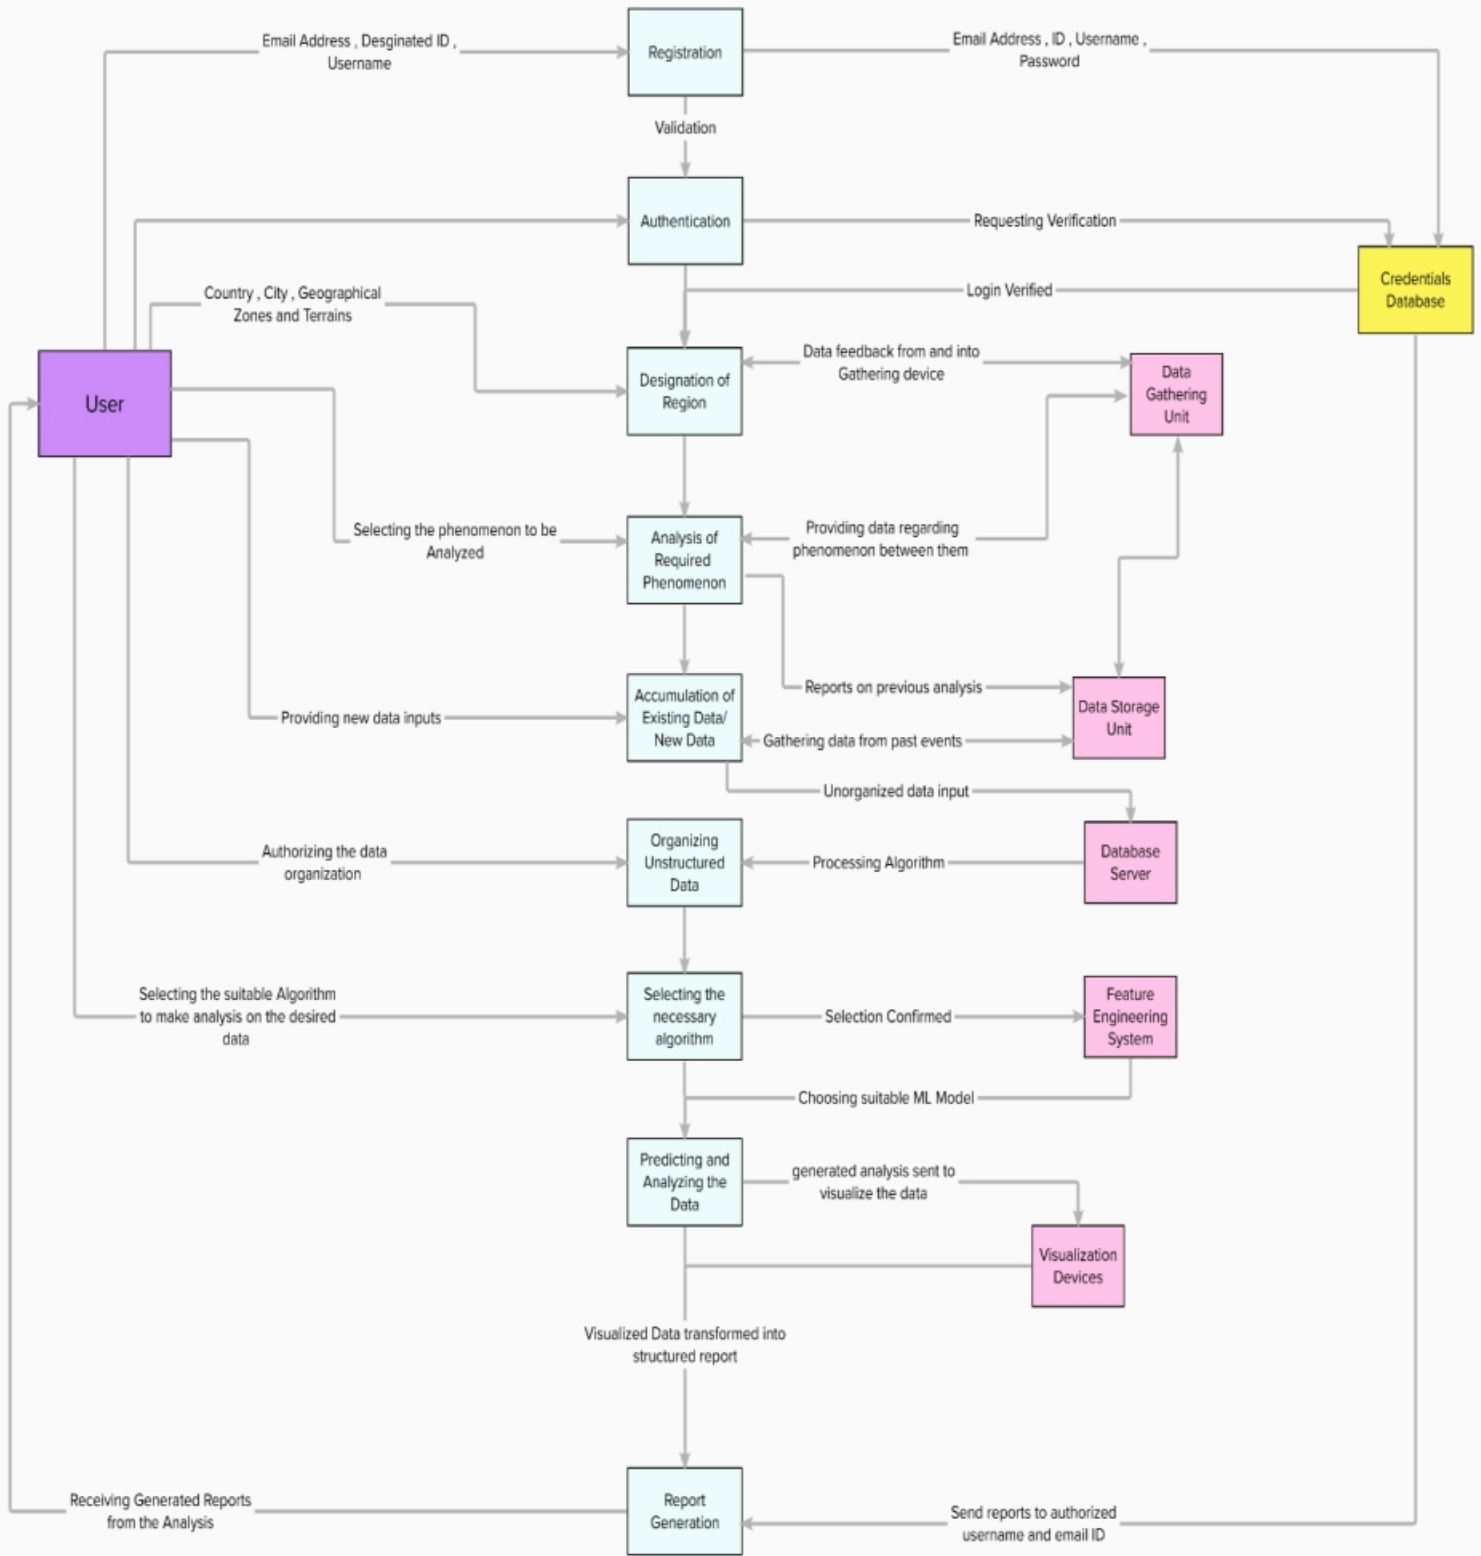 Email Address , Desginated ID ,
Username
Registration
Email Address , ID , Username ,
Password
Validation
Authentication
Requesting Verification
Credentials
Database
Login Verified
Country , City , Geographical
Zones and Terrains
Data feedback from and into
Gathering device
Data
Gathering
Unit
Designation of
Region
User
Selecting the phenomenon to be
Analyzed
Analysis of
Required
Phenomenon
Providing data regarding
phenomenon between them
Reports on previous analysis
Accumulation of
Existing Data/
New Data
Providing new data inputs
Gathering data from past events
Data Storage
Unit
Unorganized data input
Authorizing the data
organization
Organizing
Unstructured
Data
Processing Algorithm
Database
Server
Selecting the suitable Algorithm
to make analysis on the desired
data
Selecting the
necessary
algorithm
Selection Confirmed
Feature
Engineering
System
Choosing suitable ML Model
Predicting and
Analyzing the
Data
generated analysis sent to
visualize the data
Visualization
Devices
Visualized Data transformed into
structured report
Receiving Generated Reports
from the Analysis
Report
Generation
Send reports to authorized
username and email ID